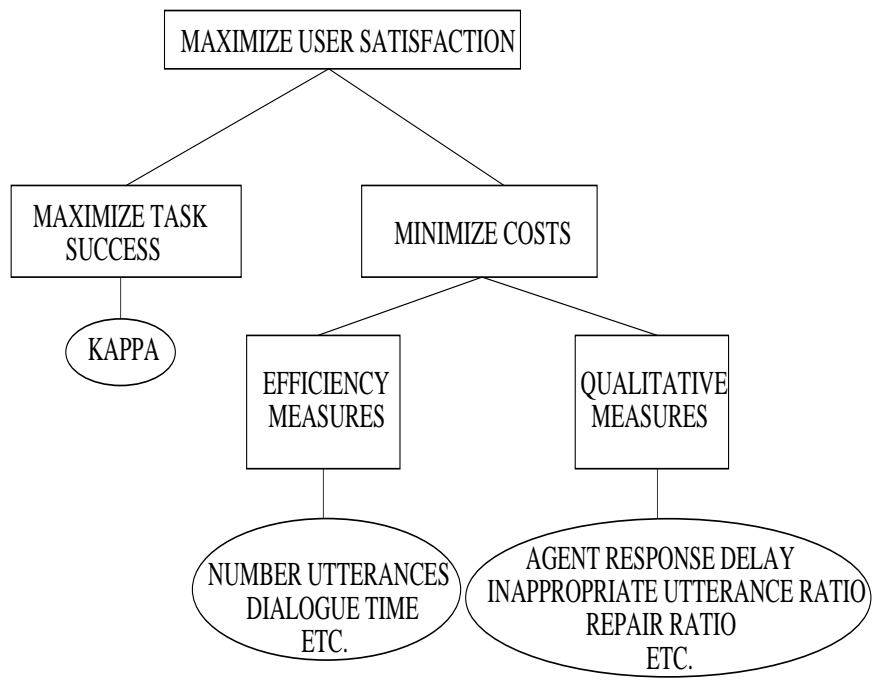 MAXIMIZE USER SATISFACTION
MAXIMIZE TASK
SUCCESS
MINIMIZE COSTS
KAPPA
EFFICIENCY
MEASURES
QUALITATIVE
MEASURES
NUMBER UTTERANCES
DIALOGUE TIME
ETC.
AGENT RESPONSE DELAY
INAPPROPRIATE UTTERANCE RATIO
REPAIR RATIO
ETC.